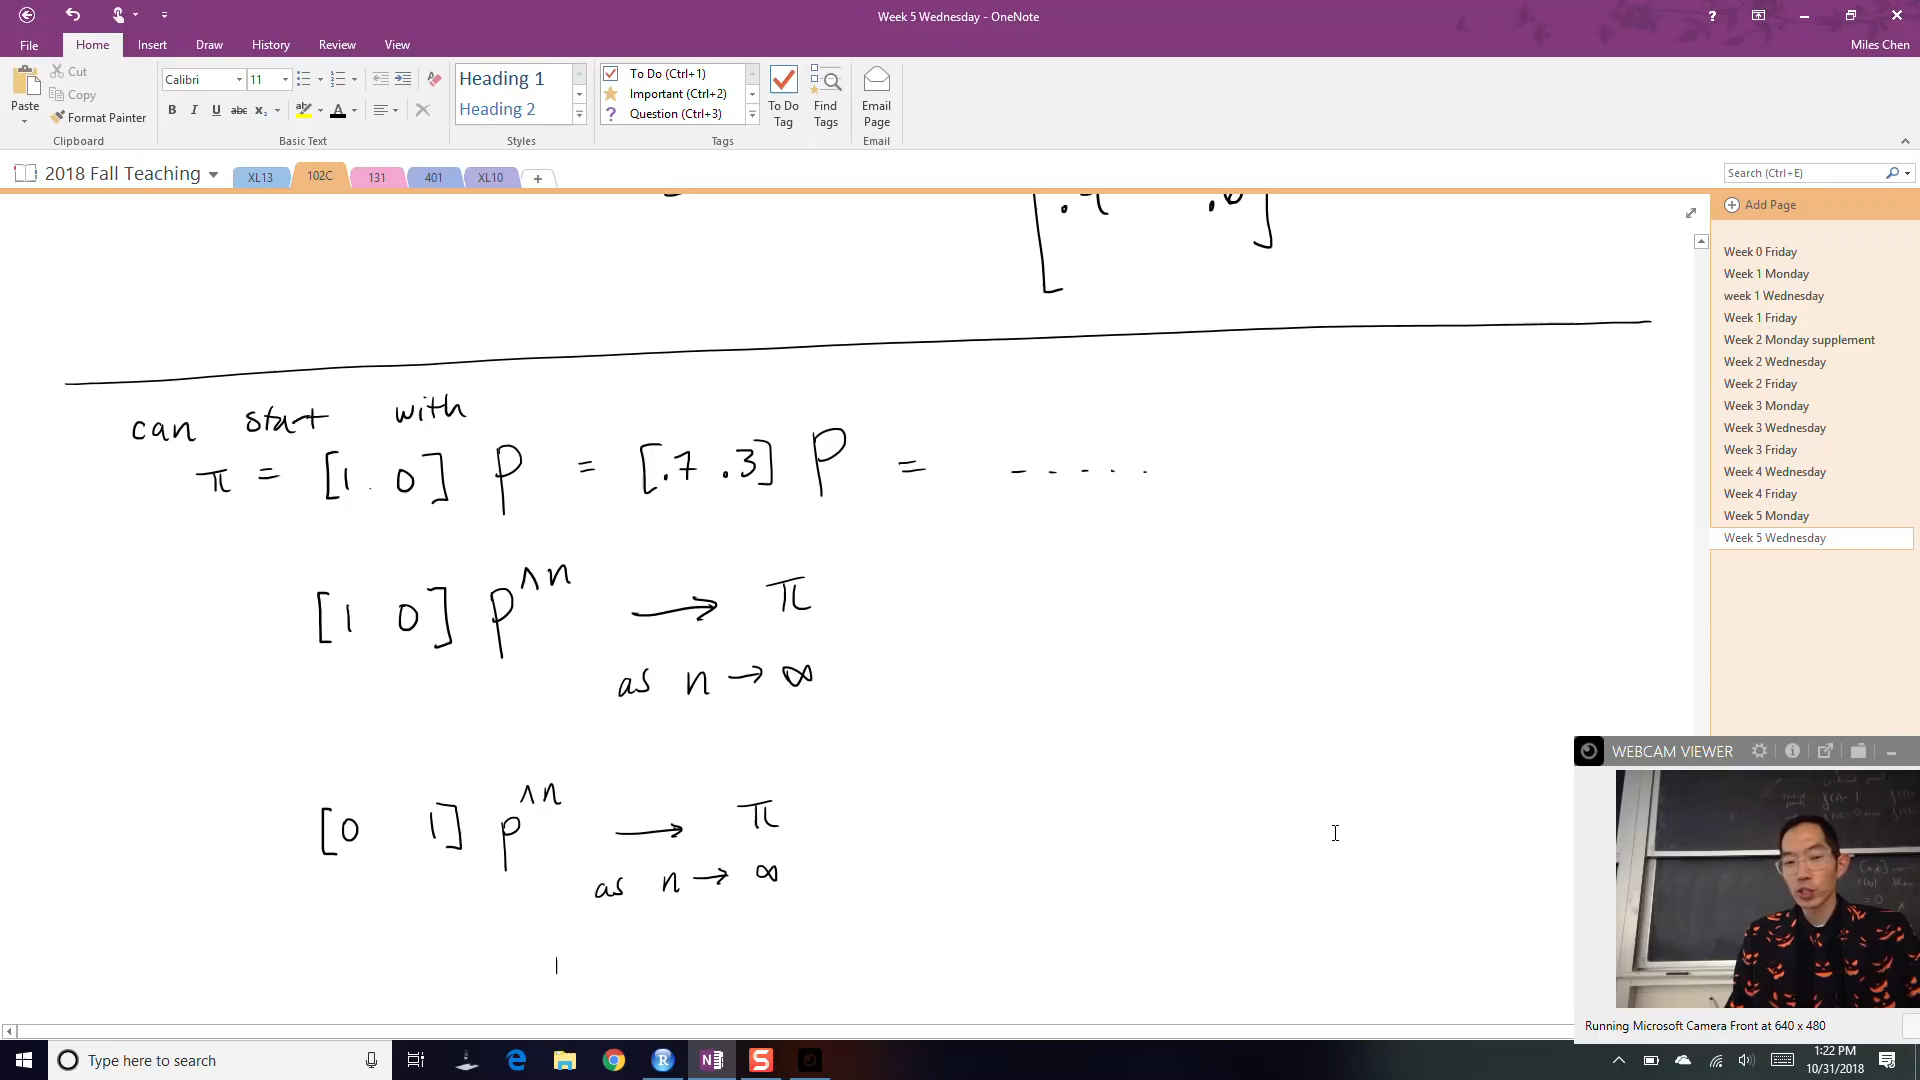 Week 5 Wednesday - OneNote
File Home Insert Draw History Review View
Miles Chen
Paste
Cut
Copy
Format Painter
Clipboard
Calibri 11
B I U abc x₂ A
Basic Text
Heading 1
Heading 2
Styles
To Do (Ctrl+1)
Important (Ctrl+2)
Question (Ctrl+3)
To Do Tag
Find Tags
Tags
Email Page
Email
2018 Fall Teaching
XL13 102C 131 401 XL10
Search (Ctrl+E)
Add Page
Week 0 Friday
Week 1 Monday
week 1 Wednesday
Week 1 Friday
Week 2 Monday supplement
Week 2 Wednesday
Week 2 Friday
Week 3 Monday
Week 3 Wednesday
Week 3 Friday
Week 4 Wednesday
Week 4 Friday
Week 5 Monday
Week 5 Wednesday
can start with
π = [1 0] P = [.7 .3] P = - - - - .
[1 0] P^n → π
as n → ∞
[0 1] P^n → π
as n → ∞
WEBCAM VIEWER
Running Microsoft Camera Front at 640 x 480
Type here to search
1:22 PM
10/31/2018